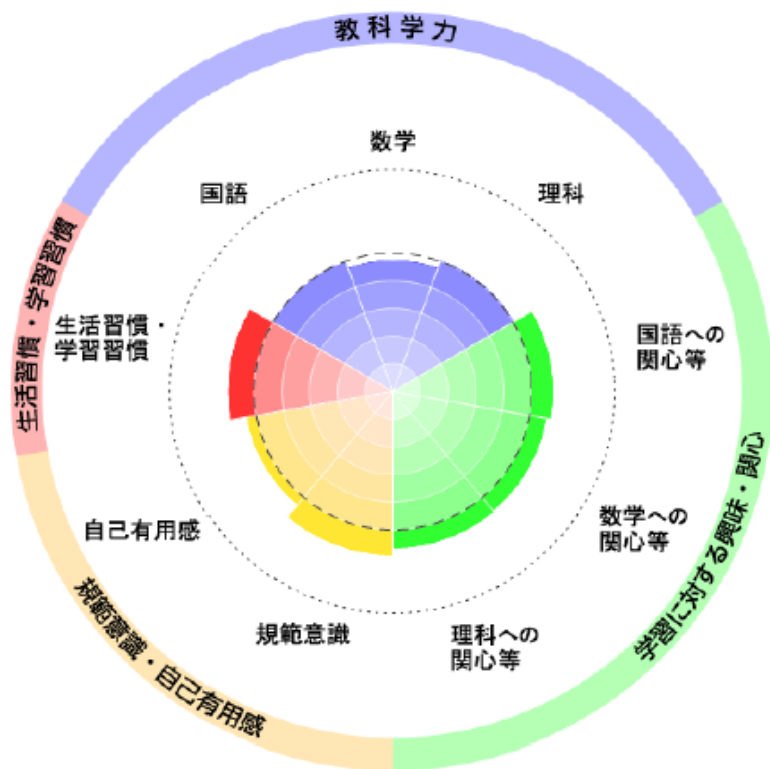 教科学力
数学
国語
理科
生活習慣・学習習慣
生活習慣・
学習習慣
国語への
関心等
学習に対する興味・関心
自己有用感
数学への
関心等
規範意識
理科への
関心等
規範意識・自己有用感